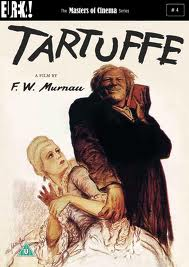 EUREKA!
The Masters of Cinema Series
# 4
TARTUFFE
A FILM BY
F. W. Murnau
U